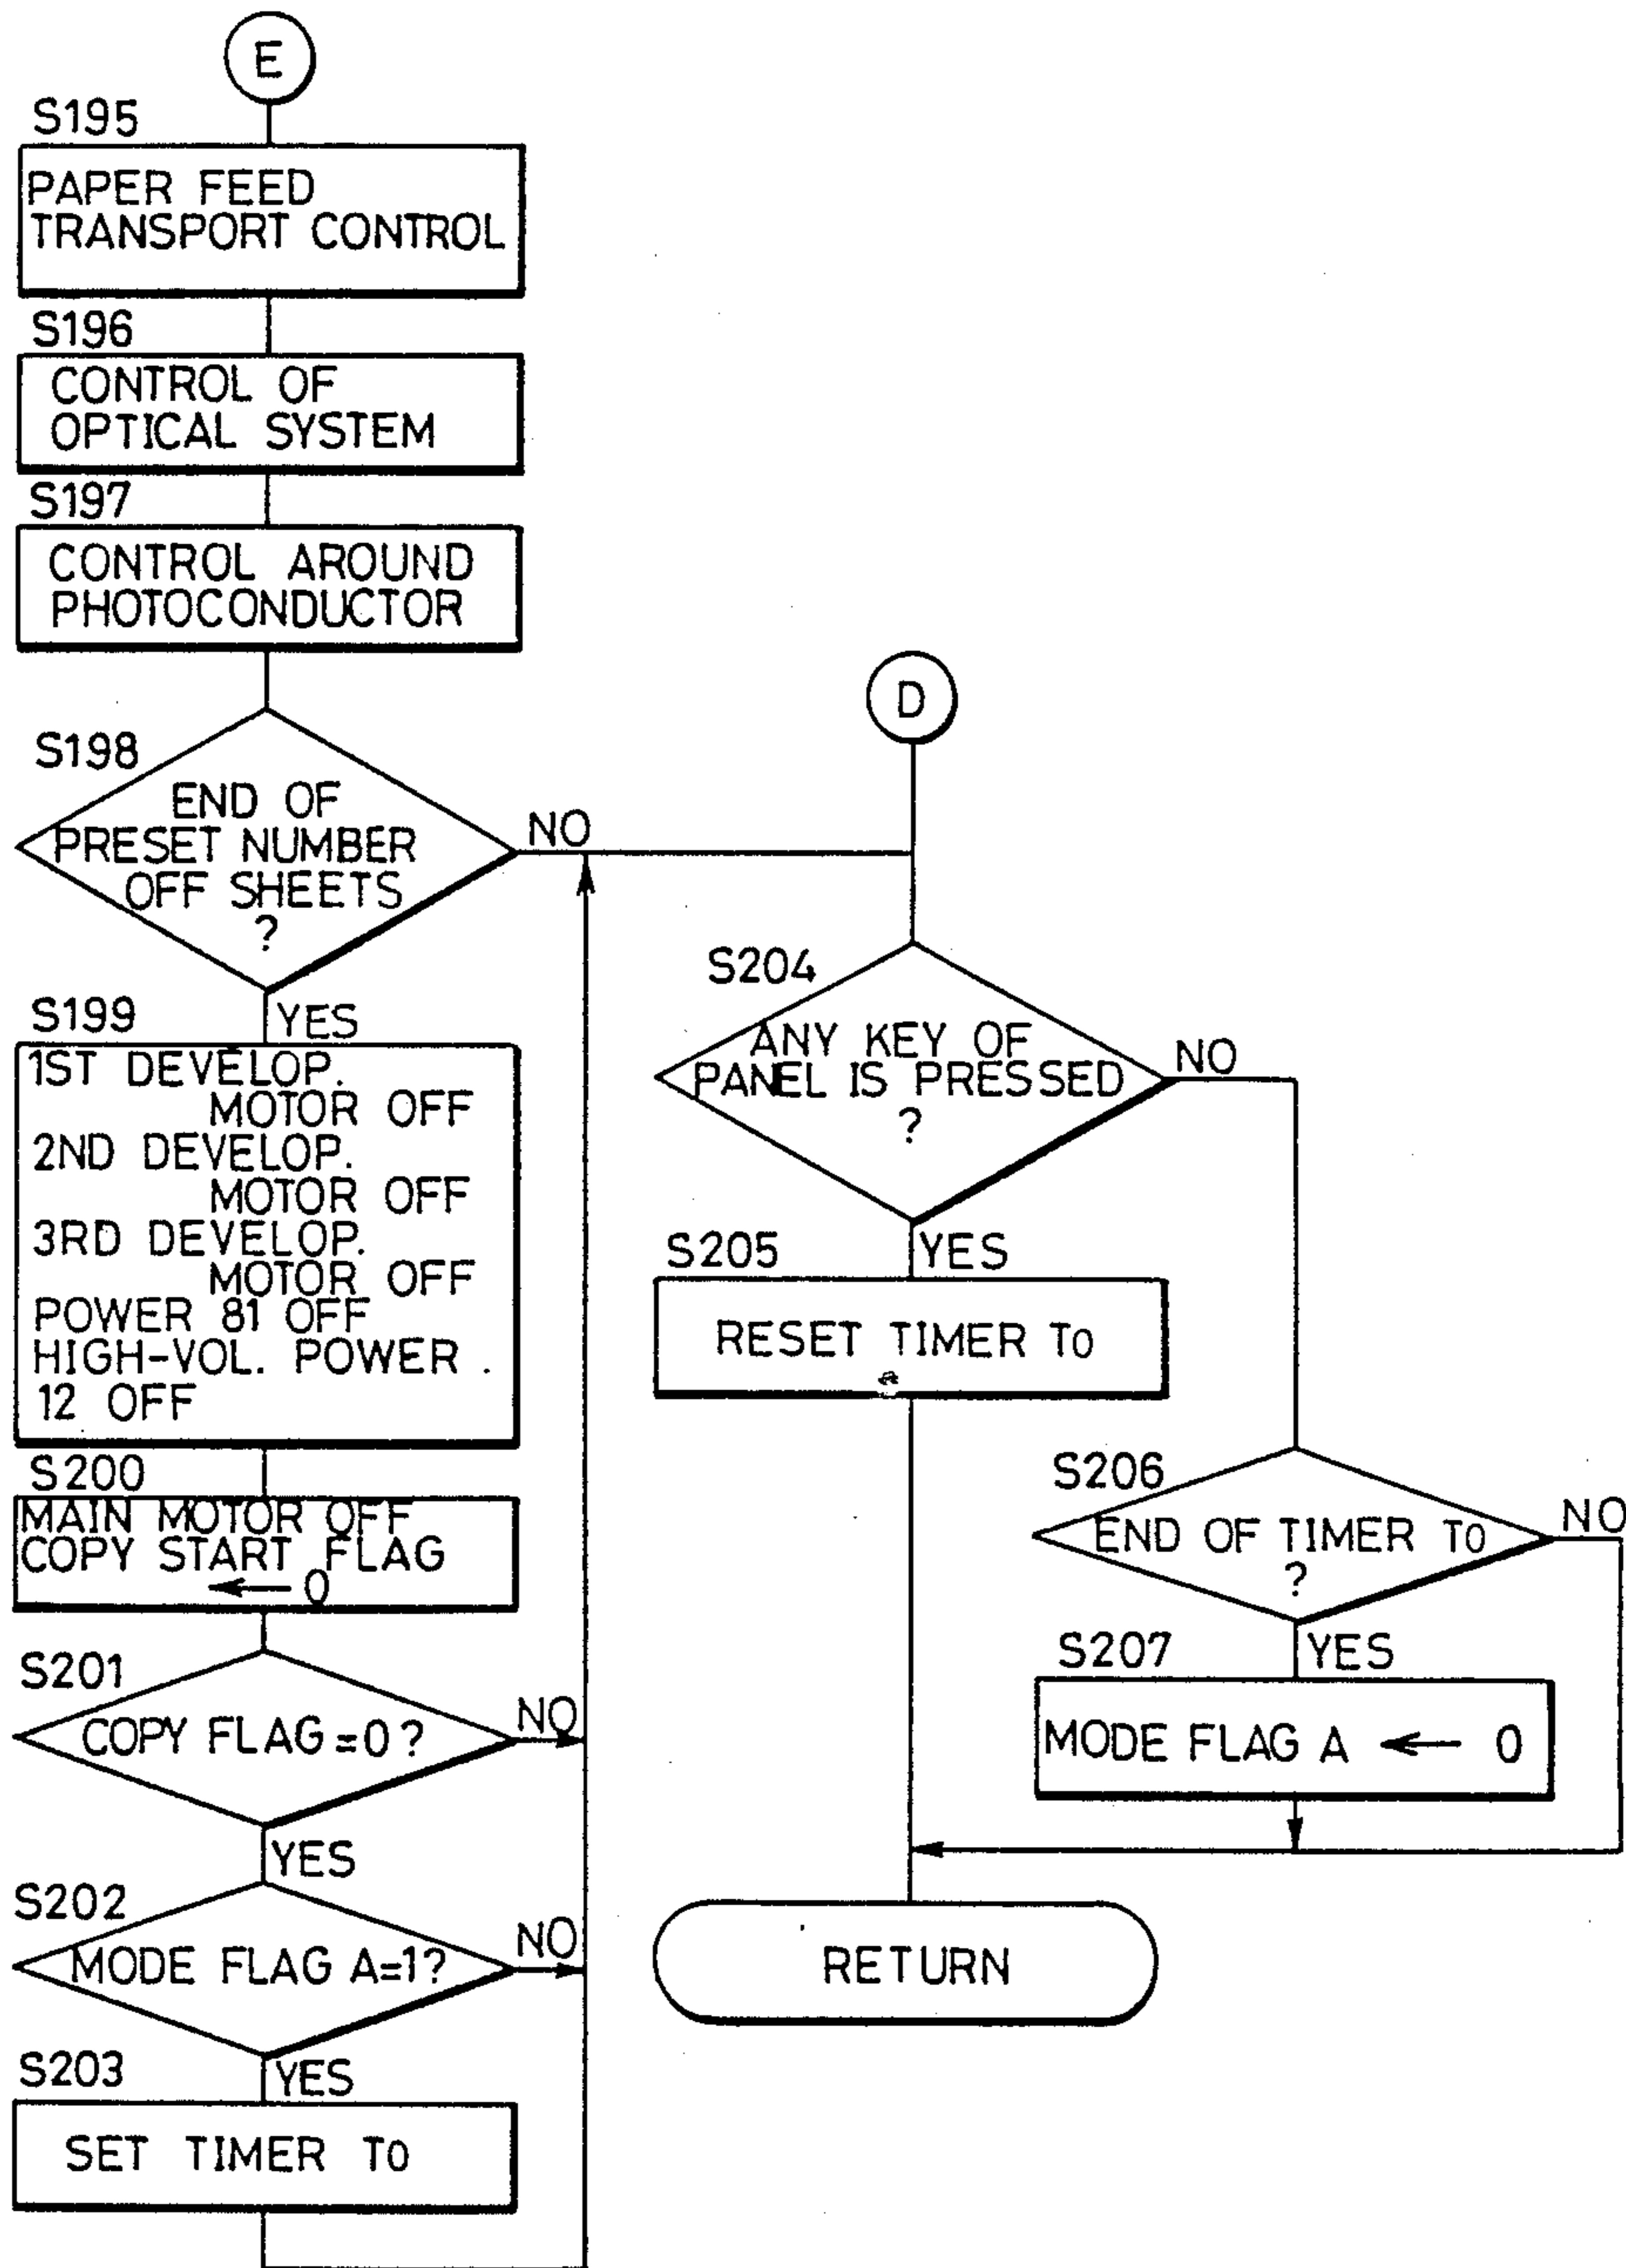 E
S195
PAPER FEED
TRANSPORT CONTROL
S196
CONTROL OF
OPTICAL SYSTEM
S197
CONTROL AROUND
PHOTOCONDUCTOR
S198
END OF
PRESET NUMBER
OFF SHEETS
?
NO
YES
S199
1ST DEVELOP.
MOTOR OFF
2ND DEVELOP.
MOTOR OFF
3RD DEVELOP.
MOTOR OFF
POWER 81 OFF
HIGH-VOL. POWER
12 OFF
S200
MAIN MOTOR OFF
COPY START FLAG
← 0
S201
COPY FLAG=0?
NO
YES
S202
MODE FLAG A=1?
NO
YES
S203
SET TIMER T0
D
S204
ANY KEY OF
PANEL IS PRESSED
?
NO
YES
S205
RESET TIMER T0
S206
END OF TIMER T0
?
NO
YES
S207
MODE FLAG A ← 0
RETURN